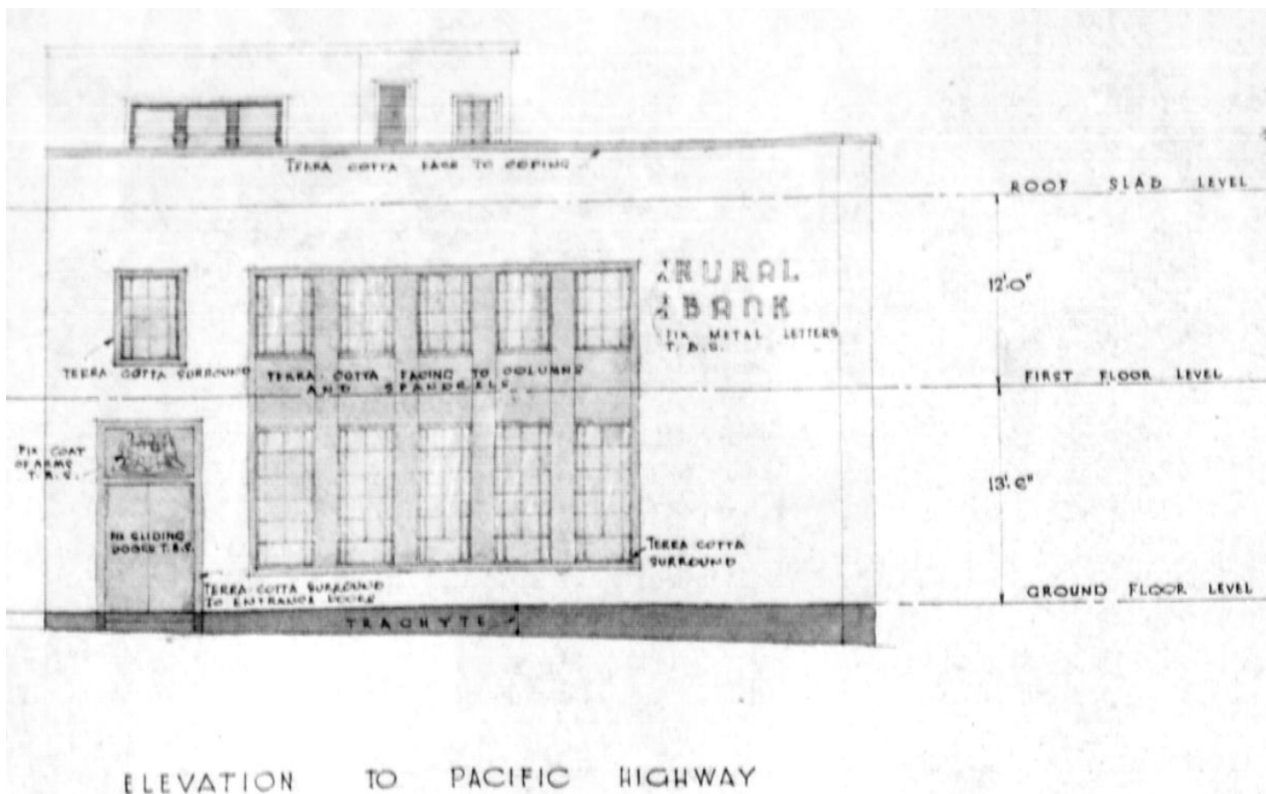 TERRA COTTA FACE TO COPING
ROOF SLAB LEVEL
RURAL
BANK
12'·0"
FIX METAL LETTERS
T.B.S.
TERRA COTTA SURROUND
TERRA COTTA FACING TO COLUMNS
AND SPANDRELS
FIRST FLOOR LEVEL
FIX COAT
OF ARMS
T.B.S.
13'·6"
FIX SLIDING
DOORS T.B.S.
TERRA COTTA
SURROUND
TERRA COTTA SURROUND
TO ENTRANCE DOORS
GROUND FLOOR LEVEL
TRACHYTE
ELEVATION TO PACIFIC HIGHWAY